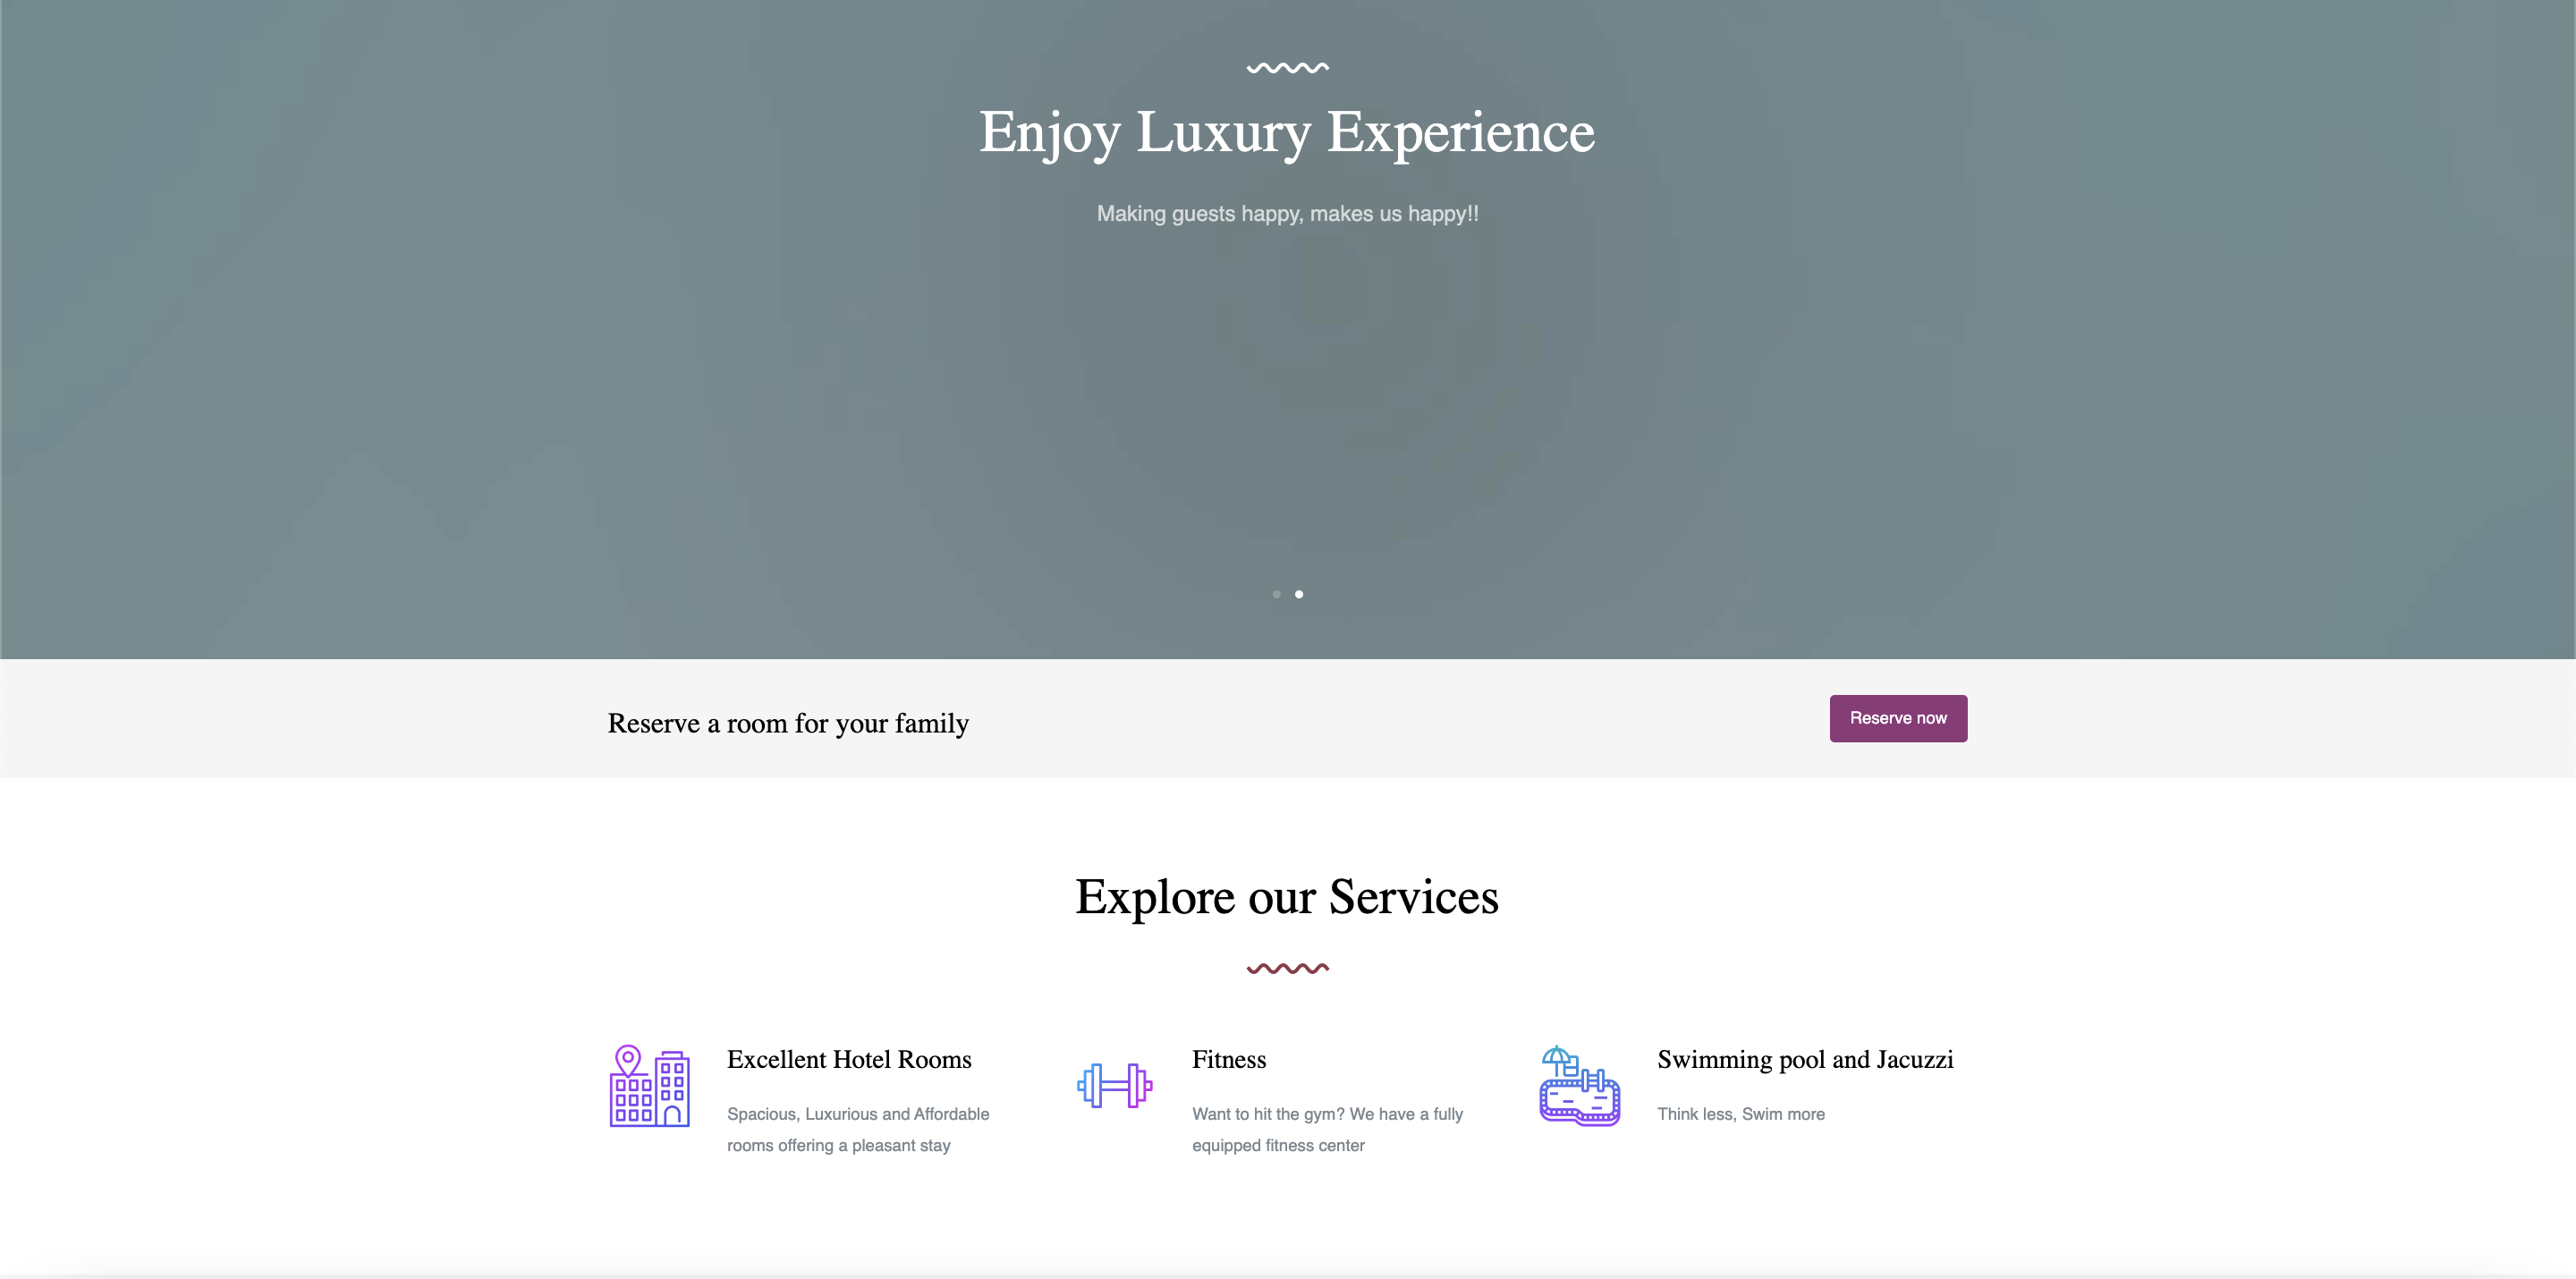 Enjoy Luxury Experience
Making guests happy, makes us happy!!
Reserve a room for your family
Reserve now
Explore our Services
Excellent Hotel Rooms
Spacious, Luxurious and Affordable
rooms offering a pleasant stay
Fitness
Want to hit the gym? We have a fully
equipped fitness center
Swimming pool and Jacuzzi
Think less, Swim more